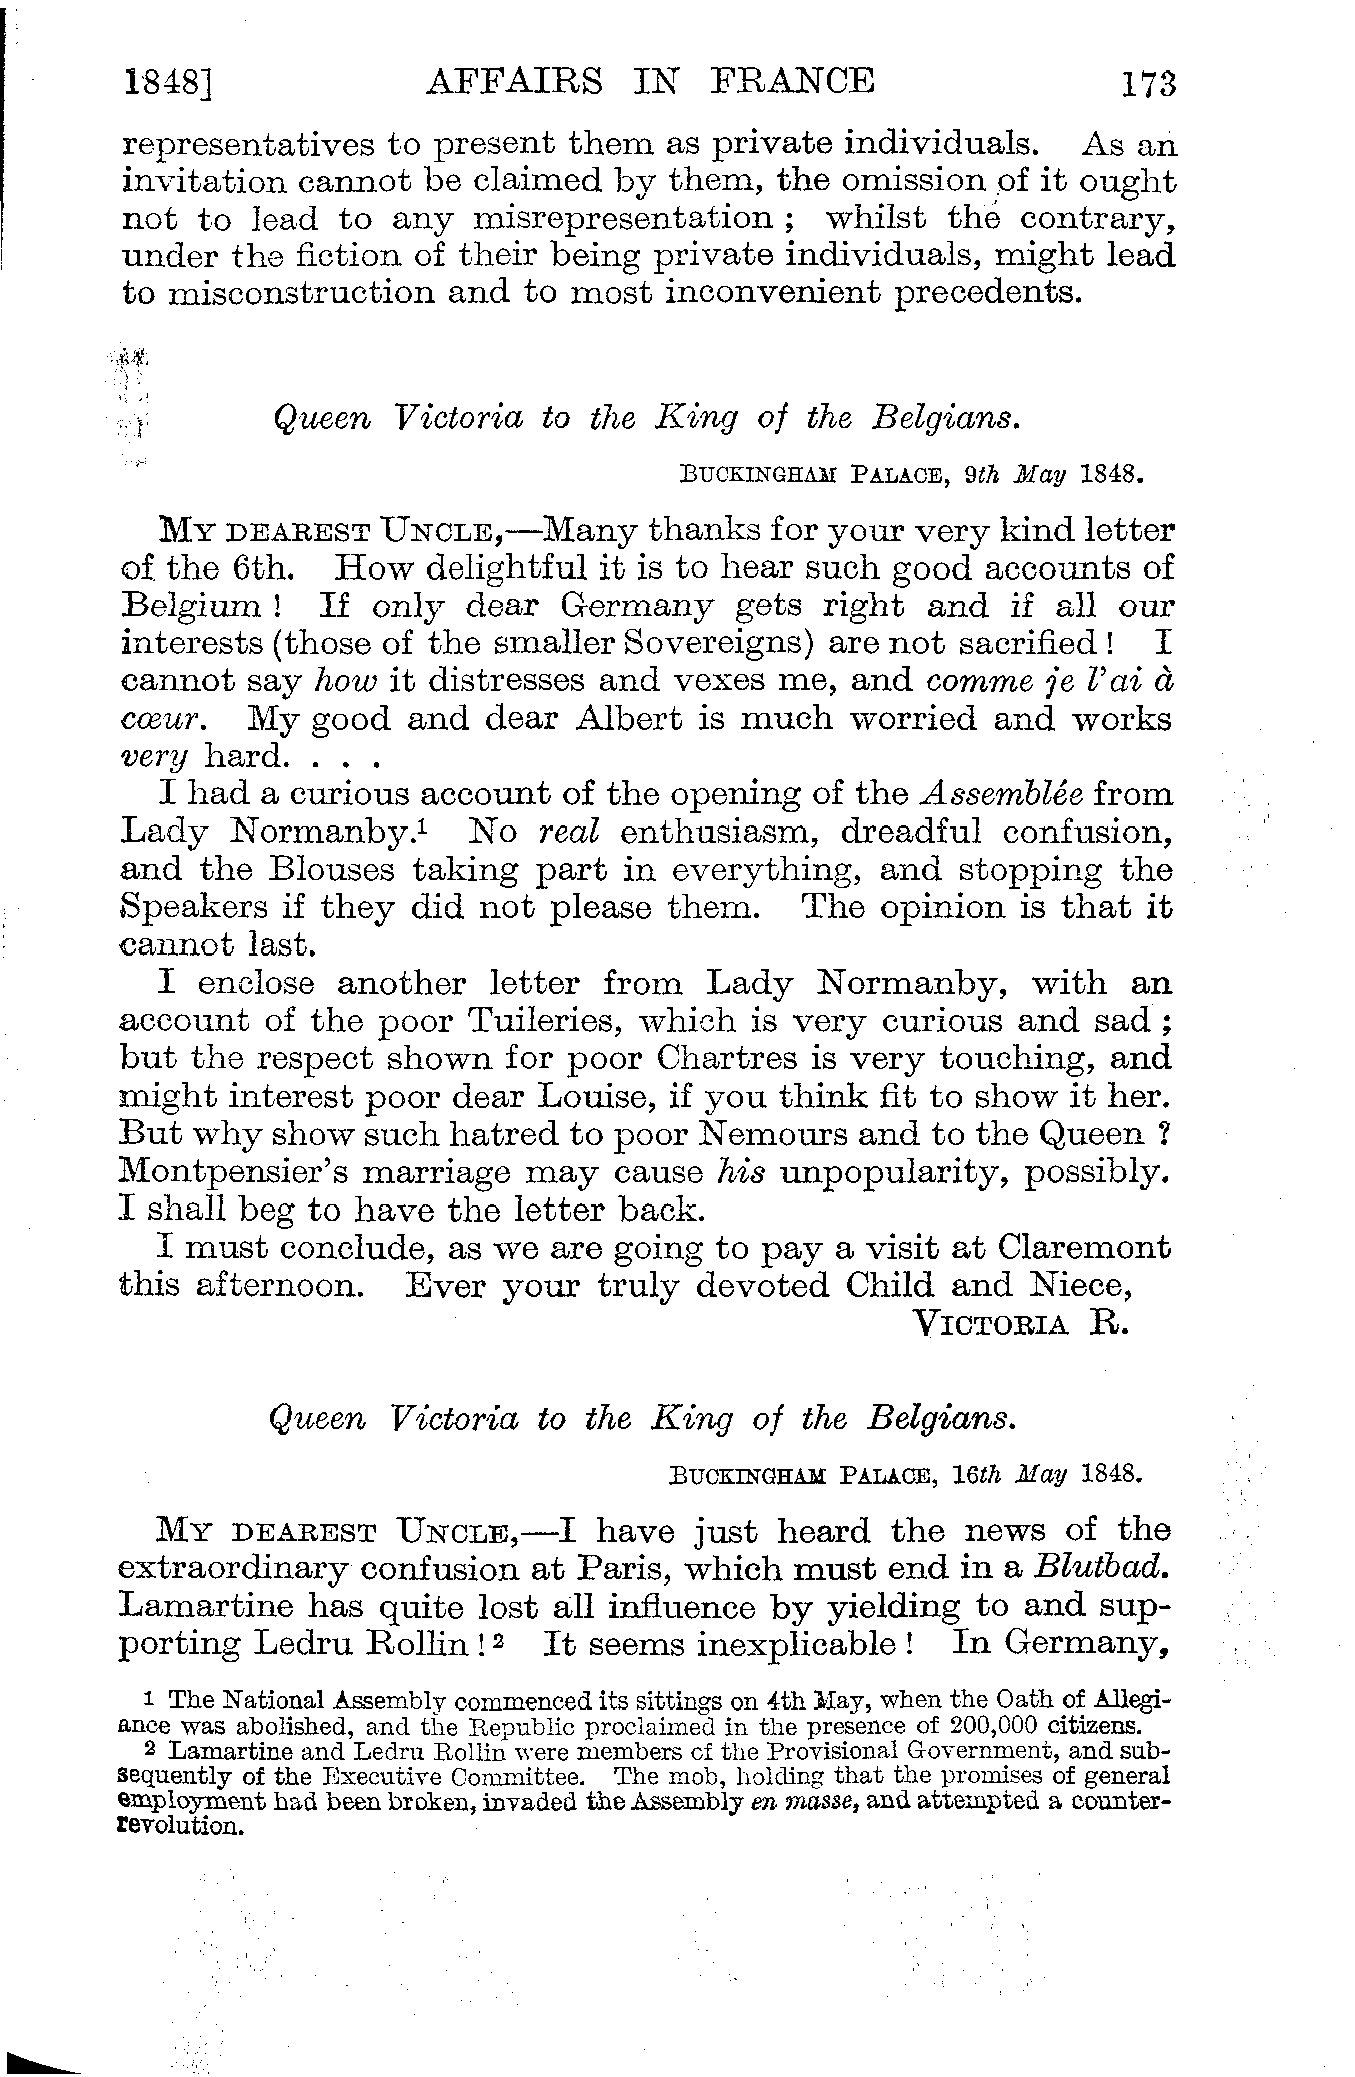 1848] AFFAIRS IN FRANCE 173
representatives to present them as private individuals. As an
invitation cannot be claimed by them, the omission of it ought
not to lead to any misrepresentation ; whilst the contrary,
under the fiction of their being private individuals, might lead
to misconstruction and to most inconvenient precedents.
Queen Victoria to the King of the Belgians.
BUCKINGHAM PALACE, 9th May 1848.
MY DEAREST UNCLE,—Many thanks for your very kind letter
of the 6th. How delightful it is to hear such good accounts of
Belgium ! If only dear Germany gets right and if all our
interests (those of the smaller Sovereigns) are not sacrified ! I
cannot say how it distresses and vexes me, and comme je l'ai à
cœur. My good and dear Albert is much worried and works
very hard. . . .
I had a curious account of the opening of the Assemblée from
Lady Normanby.1 No real enthusiasm, dreadful confusion,
and the Blouses taking part in everything, and stopping the
Speakers if they did not please them. The opinion is that it
cannot last.
I enclose another letter from Lady Normanby, with an
account of the poor Tuileries, which is very curious and sad ;
but the respect shown for poor Chartres is very touching, and
might interest poor dear Louise, if you think fit to show it her.
But why show such hatred to poor Nemours and to the Queen ?
Montpensier's marriage may cause his unpopularity, possibly.
I shall beg to have the letter back.
I must conclude, as we are going to pay a visit at Claremont
this afternoon. Ever your truly devoted Child and Niece,
VICTORIA R.
Queen Victoria to the King of the Belgians.
BUCKINGHAM PALACE, 16th May 1848.
MY DEAREST UNCLE,—I have just heard the news of the
extraordinary confusion at Paris, which must end in a Blutbad.
Lamartine has quite lost all influence by yielding to and sup-
porting Ledru Rollin ! 2 It seems inexplicable ! In Germany,
1 The National Assembly commenced its sittings on 4th May, when the Oath of Allegi-
ance was abolished, and the Republic proclaimed in the presence of 200,000 citizens.
2 Lamartine and Ledru Rollin were members of the Provisional Government, and sub-
sequently of the Executive Committee. The mob, holding that the promises of general
employment had been broken, invaded the Assembly en masse, and attempted a counter-
revolution.